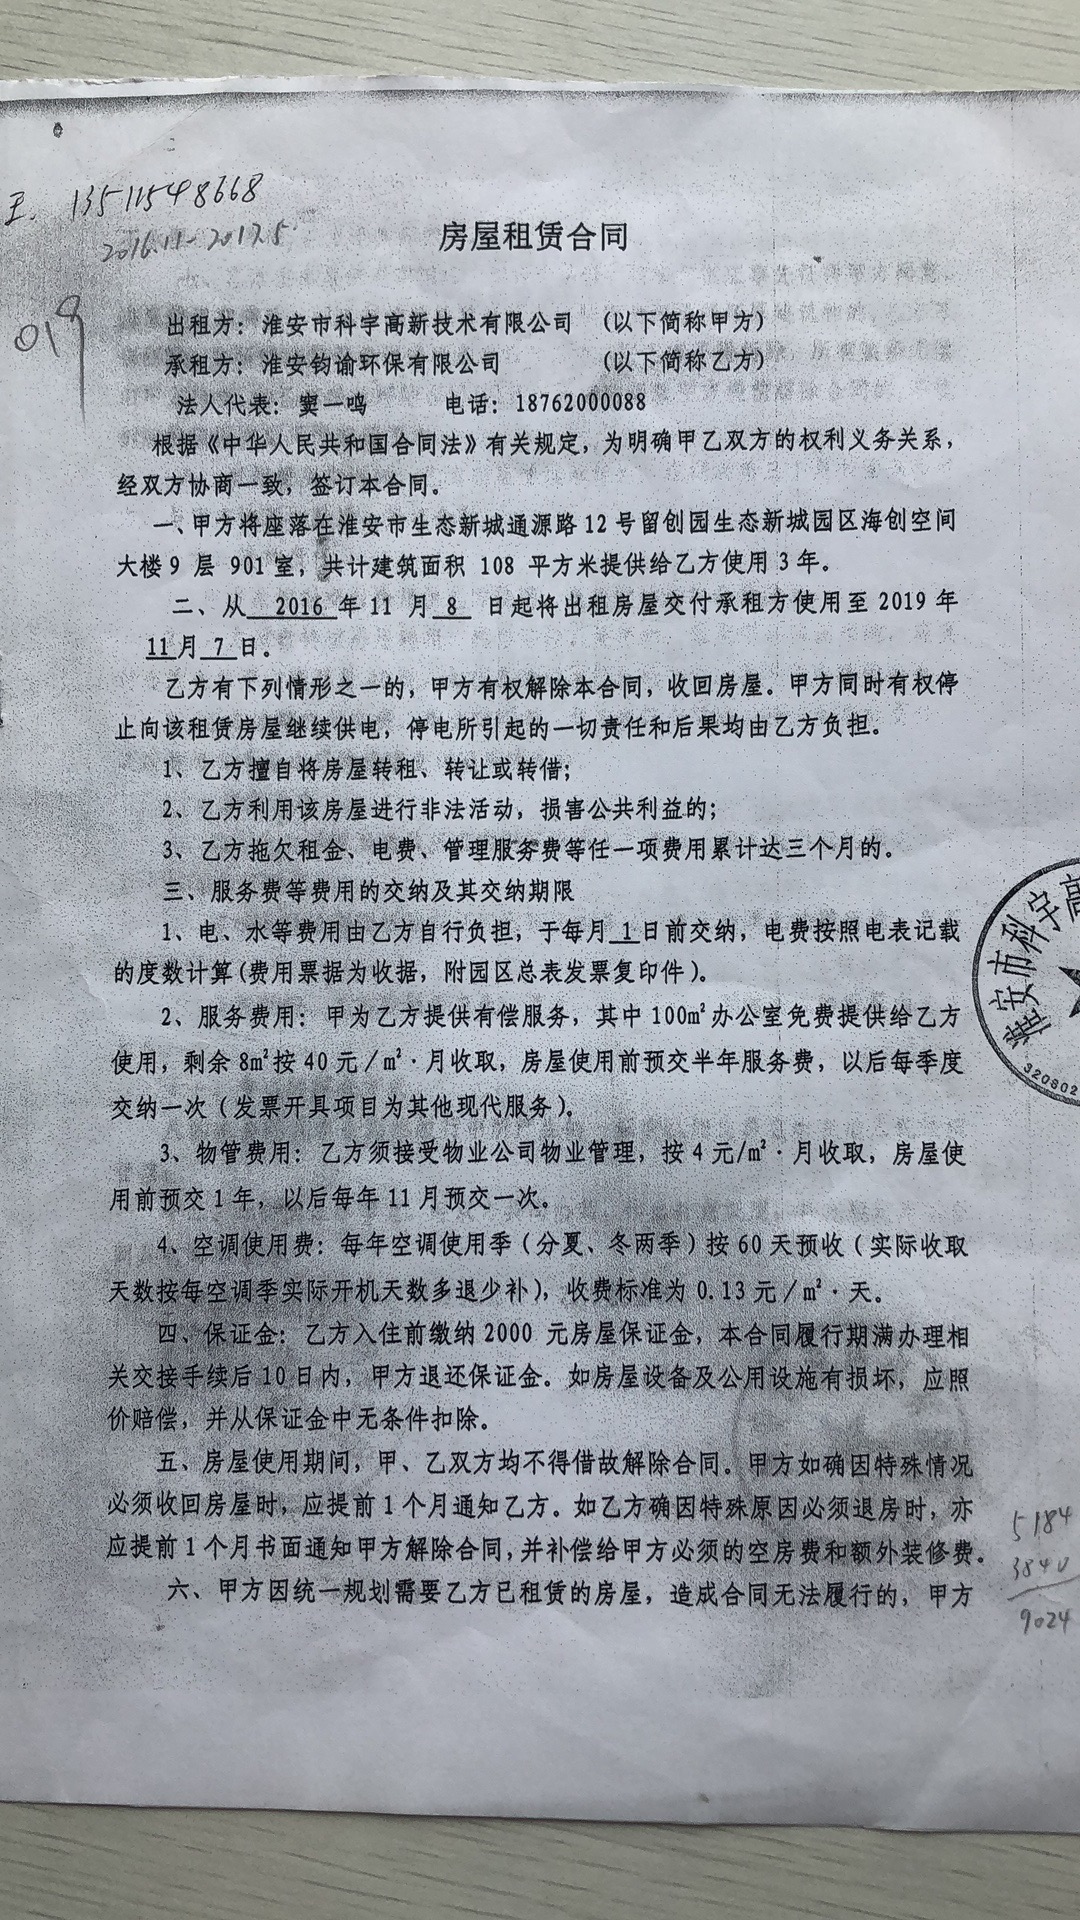 王. 13511548668
2016.11-2017.5
019
房屋租赁合同
出租方：淮安市科宇高新技术有限公司 （以下简称甲方）
承租方：淮安钧谕环保有限公司 （以下简称乙方）
法人代表：窦一鸣 电话：18762000088
根据《中华人民共和国合同法》有关规定，为明确甲乙双方的权利义务关系，
经双方协商一致，签订本合同。
一、甲方将座落在淮安市生态新城通源路12号留创园生态新城园区海创空间
大楼9 层 901室，共计建筑面积 108 平方米提供给乙方使用3年。
二、从 2016 年11 月 8 日起将出租房屋交付承租方使用至2019年
11月 7 日。
乙方有下列情形之一的，甲方有权解除本合同，收回房屋。甲方同时有权停
止向该租赁房屋继续供电，停电所引起的一切责任和后果均由乙方负担。
1、乙方擅自将房屋转租、转让或转借；
2、乙方利用该房屋进行非法活动，损害公共利益的；
3、乙方拖欠租金、电费、管理服务费等任一项费用累计达三个月的。
三、服务费等费用的交纳及其交纳期限
1、电、水等费用由乙方自行负担，于每月 1 日前交纳，电费按照电表记载
的度数计算(费用票据为收据，附园区总表发票复印件)。
2、服务费用：甲为乙方提供有偿服务，其中100㎡办公室免费提供给乙方
使用，剩余8㎡按40元／㎡·月收取，房屋使用前预交半年服务费，以后每季度
交纳一次（发票开具项目为其他现代服务）。
3、物管费用：乙方须接受物业公司物业管理，按4元/㎡·月收取，房屋使
用前预交1年，以后每年11月预交一次。
4、空调使用费：每年空调使用季（分夏、冬两季）按60天预收（实际收取
天数按每空调季实际开机天数多退少补），收费标准为0.13元／㎡·天。
四、保证金：乙方入住前缴纳2000 元房屋保证金，本合同履行期满办理相
关交接手续后10日内，甲方退还保证金。如房屋设备及公用设施有损坏，应照
价赔偿，并从保证金中无条件扣除。
五、房屋使用期间，甲、乙双方均不得借故解除合同。甲方如确因特殊情况
必须收回房屋时，应提前1个月通知乙方。如乙方确因特殊原因必须退房时，亦
应提前1个月书面通知甲方解除合同，并补偿给甲方必须的空房费和额外装修费。
六、甲方因统一规划需要乙方已租赁的房屋，造成合同无法履行的，甲方
淮安市科宇高
320802
5184
3840
9024